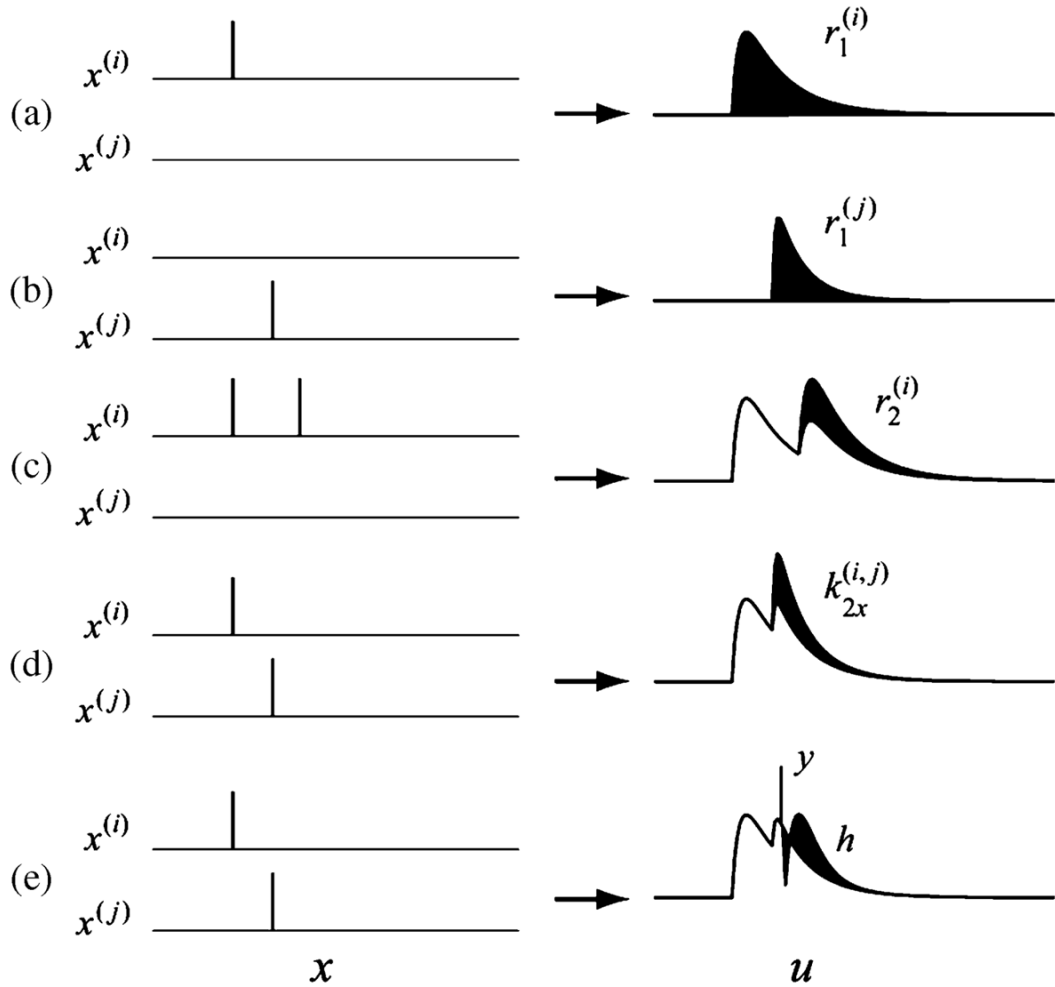 x^(i) r_1^(i)
(a)
x^(j)
x^(i) r_1^(j)
(b)
x^(j)
x^(i) r_2^(i)
(c)
x^(j)
x^(i) k_2x^(i, j)
(d)
x^(j)
y
x^(i) h
(e)
x^(j)
x u